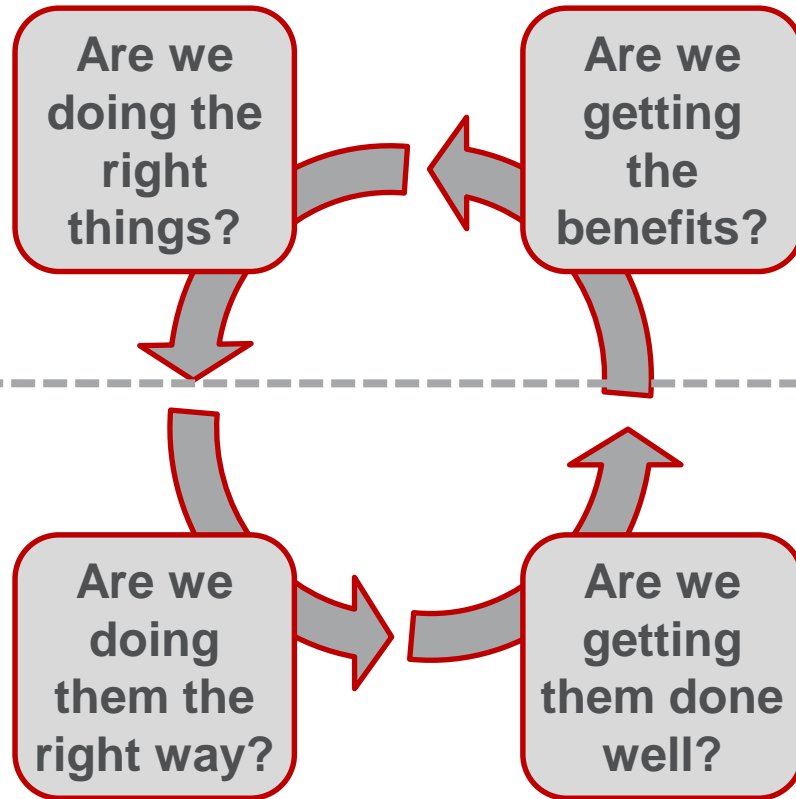 Are we
doing the
right
things?
Are we
getting
the
benefits?
Are we
doing
them the
right way?
Are we
getting
them done
well?